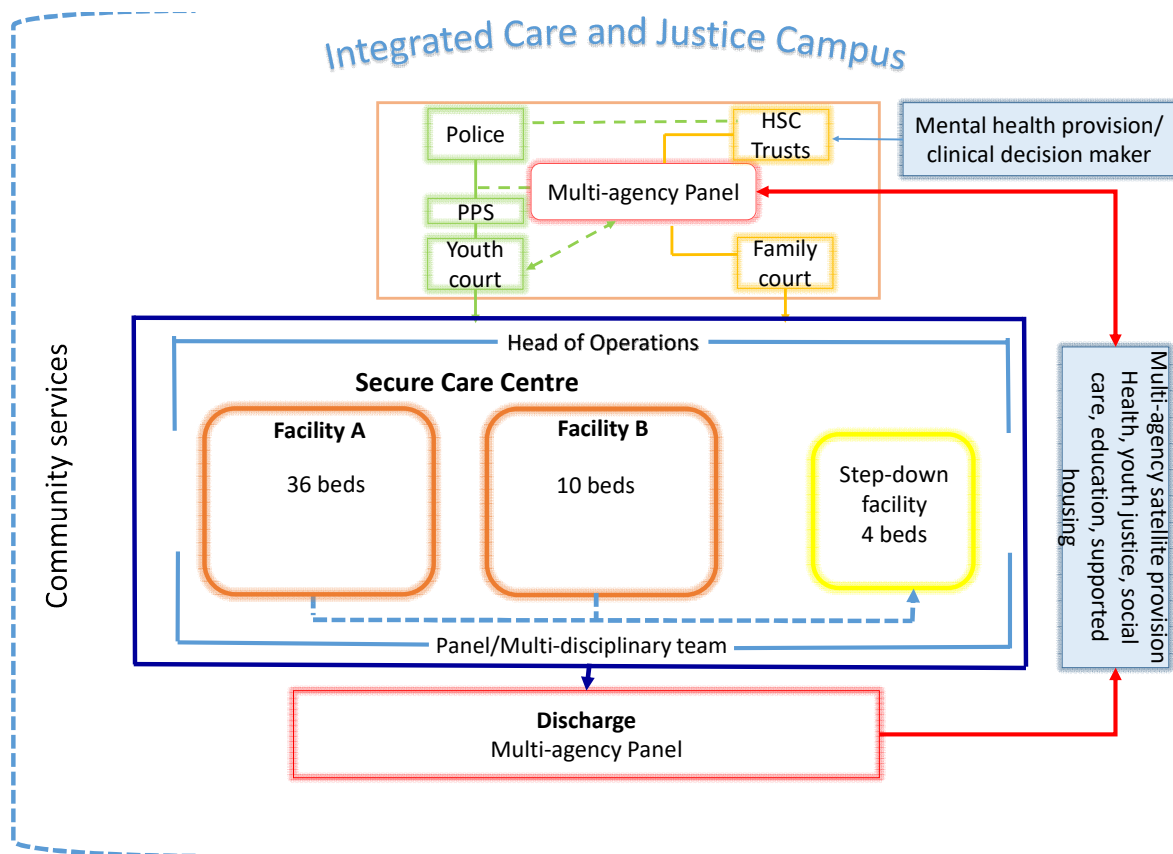 Integrated Care and Justice Campus
Police
HSC
Trusts
Mental health provision/
clinical decision maker
Multi-agency Panel
PPS
Youth
court
Family
court
Community services
Head of Operations
Secure Care Centre
Facility A
36 beds
Facility B
10 beds
Step-down
facility
4 beds
Panel/Multi-disciplinary team
Multi-agency satellite provision
Health, youth justice, social
care, education, supported
housing
Discharge
Multi-agency Panel